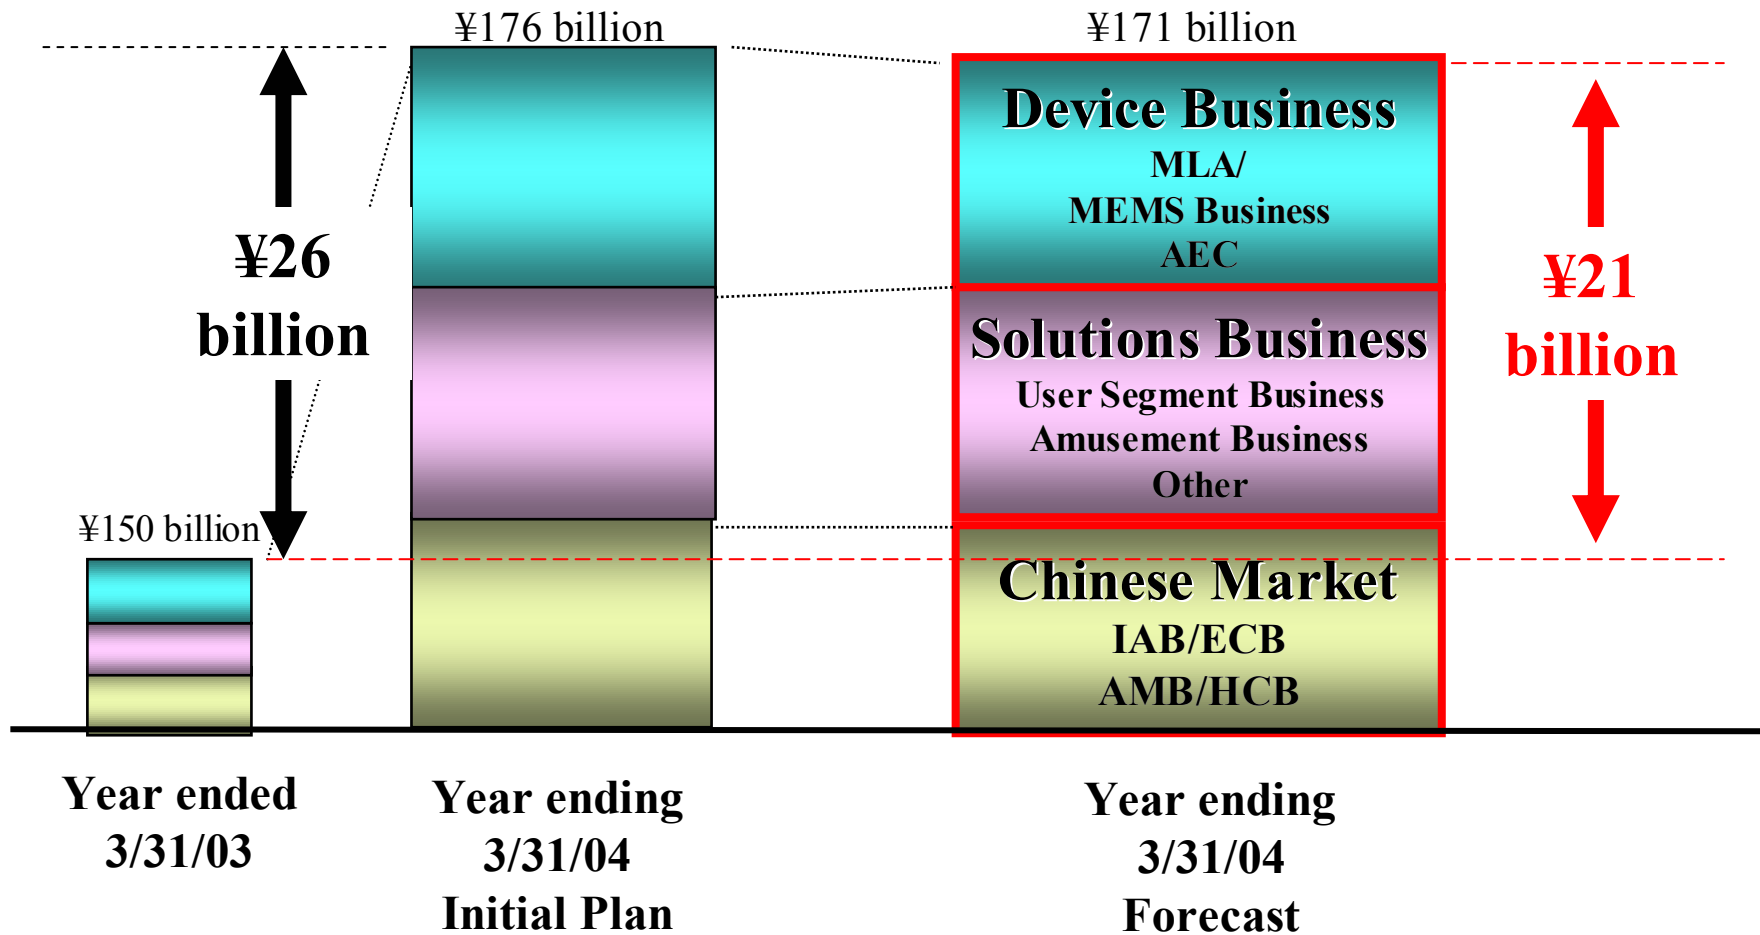 ¥176 billion
¥171 billion
Device Business
MLA/
MEMS Business
AEC
¥26
billion
¥21
billion
Solutions Business
User Segment Business
Amusement Business
Other
¥150 billion
Chinese Market
IAB/ECB
AMB/HCB
Year ended
3/31/03
Year ending
3/31/04
Initial Plan
Year ending
3/31/04
Forecast